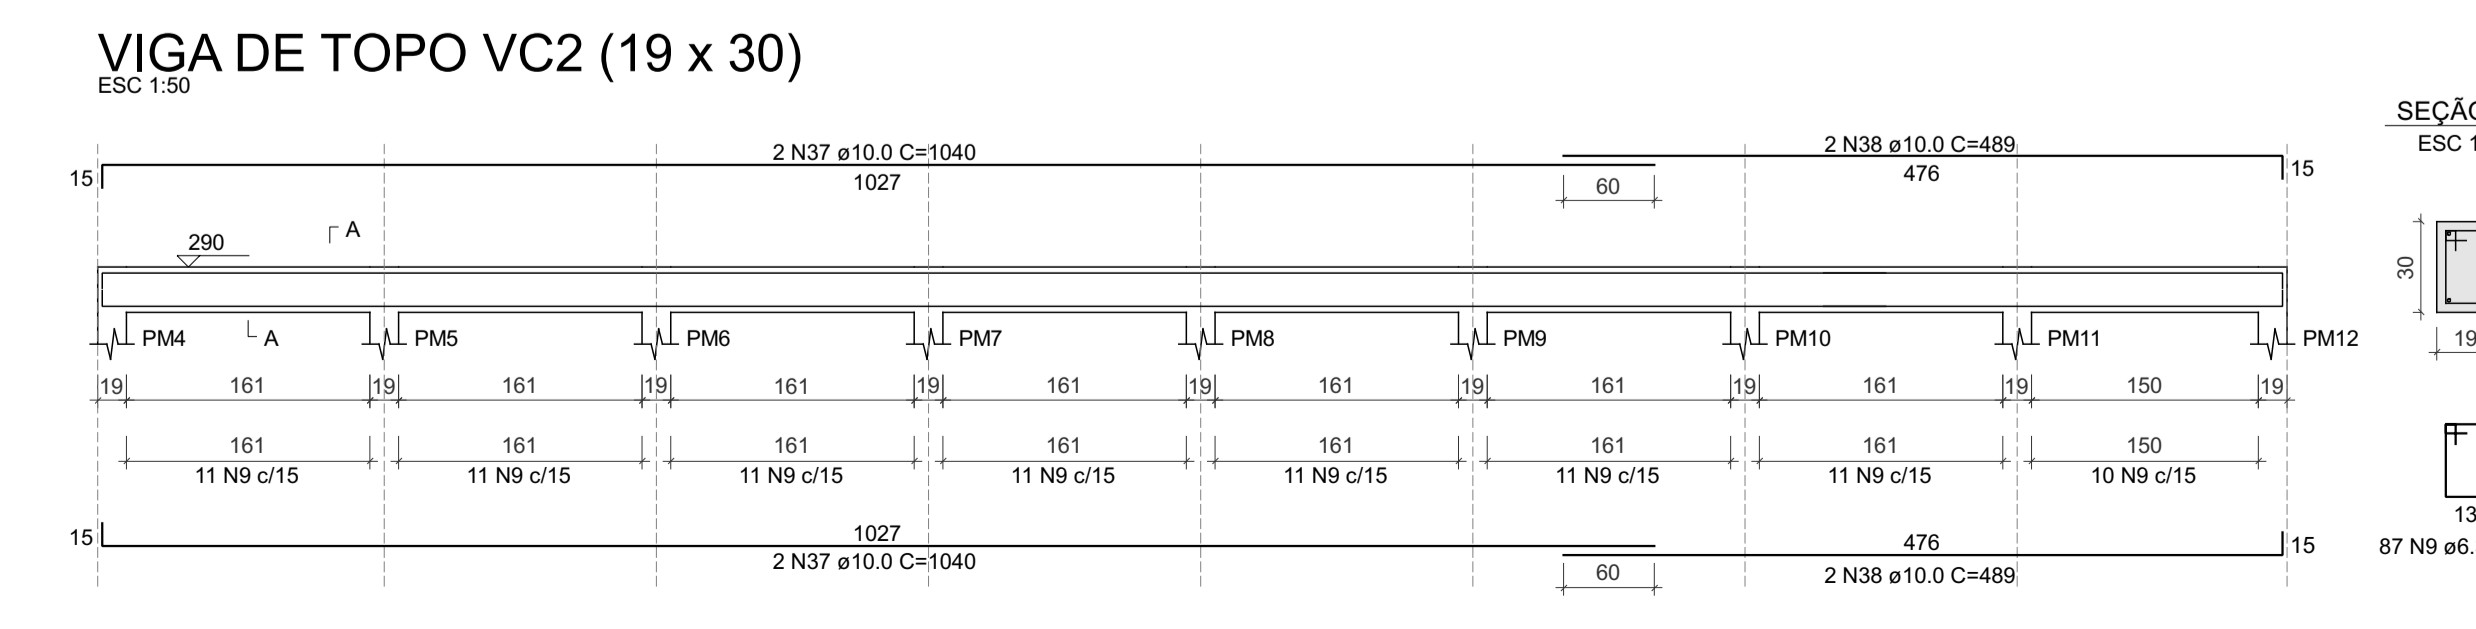 VIGA DE TOPO VC2 (19 x 30)
ESC 1:50
SEÇÃO
ESC 1
2 N37 ø10.0 C=1040
2 N38 ø10.0 C=489
15
1027
476
15
60
A
290
30
PM4
A
PM5
PM6
PM7
PM8
PM9
PM10
PM11
PM12
19
19 161 19 161 19 161 19 161 19 161 19 161 19 161 19 150 19
161 161 161 161 161 161 161 150
11 N9 c/15 11 N9 c/15 11 N9 c/15 11 N9 c/15 11 N9 c/15 11 N9 c/15 11 N9 c/15 10 N9 c/15
13
15
1027
476
15
87 N9 ø6.
2 N37 ø10.0 C=1040
60
2 N38 ø10.0 C=489